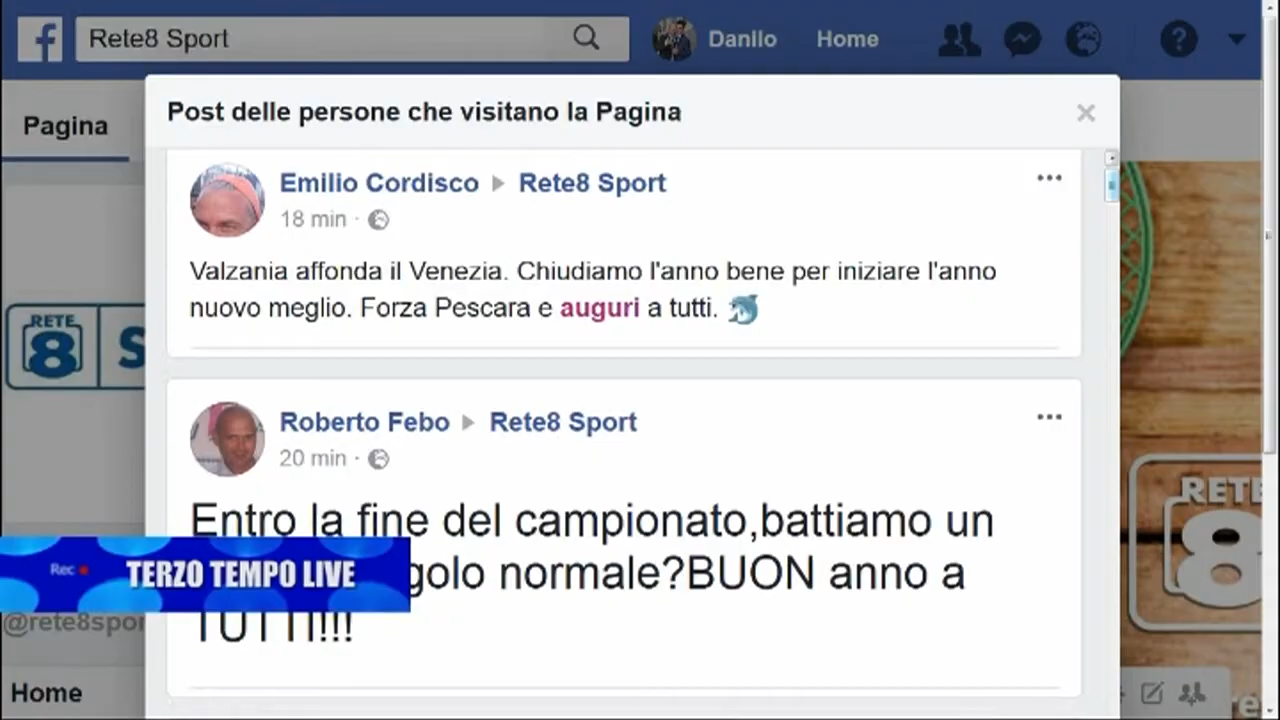 Rete8 Sport
Danilo
Home
?
Pagina
Post delle persone che visitano la Pagina
Emilio Cordisco
Rete8 Sport
18 min ·
Valzania affonda il Venezia. Chiudiamo l'anno bene per iniziare l'anno
nuovo meglio. Forza Pescara e auguri a tutti.
RETE
8
S
Roberto Febo
Rete8 Sport
20 min ·
Entro la fine del campionato,battiamo un
golo normale?BUON anno a
TUTTI!!!
Rec
TERZO TEMPO LIVE
@rete8spor
Home
RETE
8